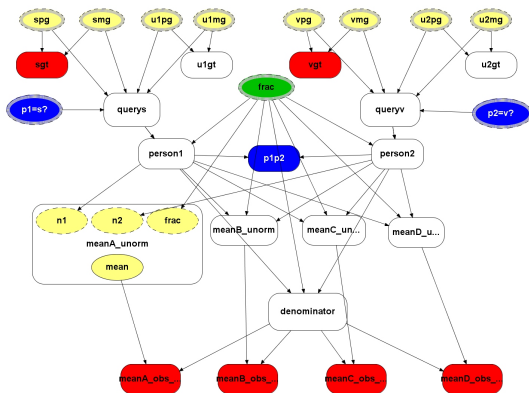 spg
smg
u1pg
u1mg
vpg
vmg
u2pg
u2mg
sgt
u1gt
vgt
u2gt
frac
p1=s?
querys
queryv
p2=v?
person1
p1p2
person2
n1
n2
frac
meanB_unorm
meanC_un...
meanD_u...
meanA_unorm
mean
denominator
meanA_obs_...
meanB_obs_...
meanC_obs_...
meanD_obs_...